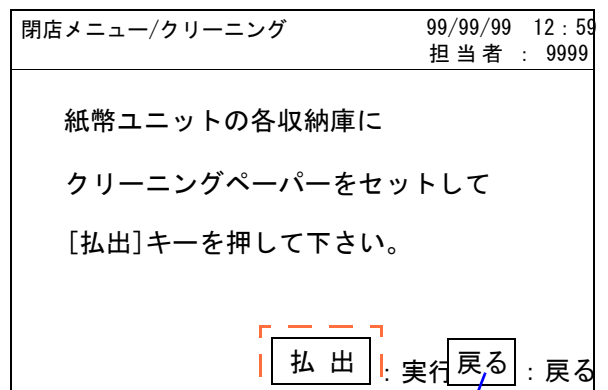 閉店メニュー/クリーニング 99/99/99 12：59
担当者 ： 9999
紙幣ユニットの各収納庫に
クリーニングペーパーをセットして
[払出]キーを押して下さい。
払 出 ：実行 戻る ：戻る